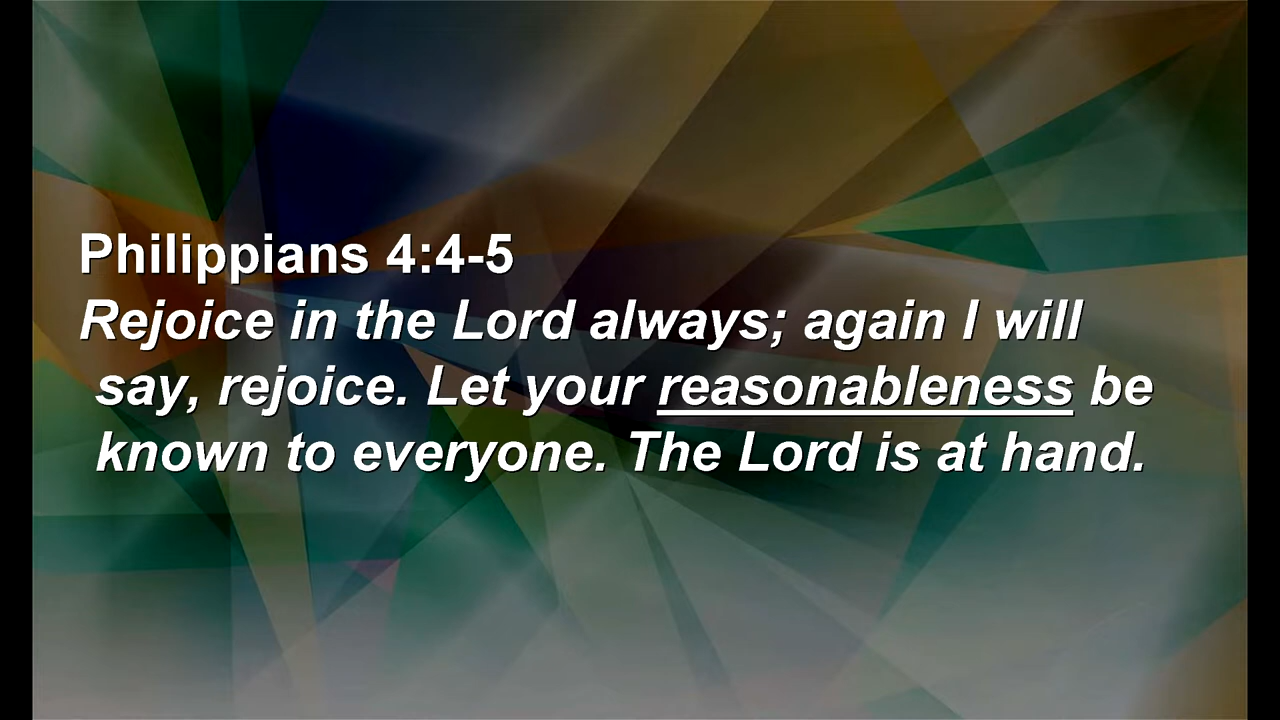 Philippians 4:4-5
Rejoice in the Lord always; again I will
say, rejoice. Let your reasonableness be
known to everyone. The Lord is at hand.